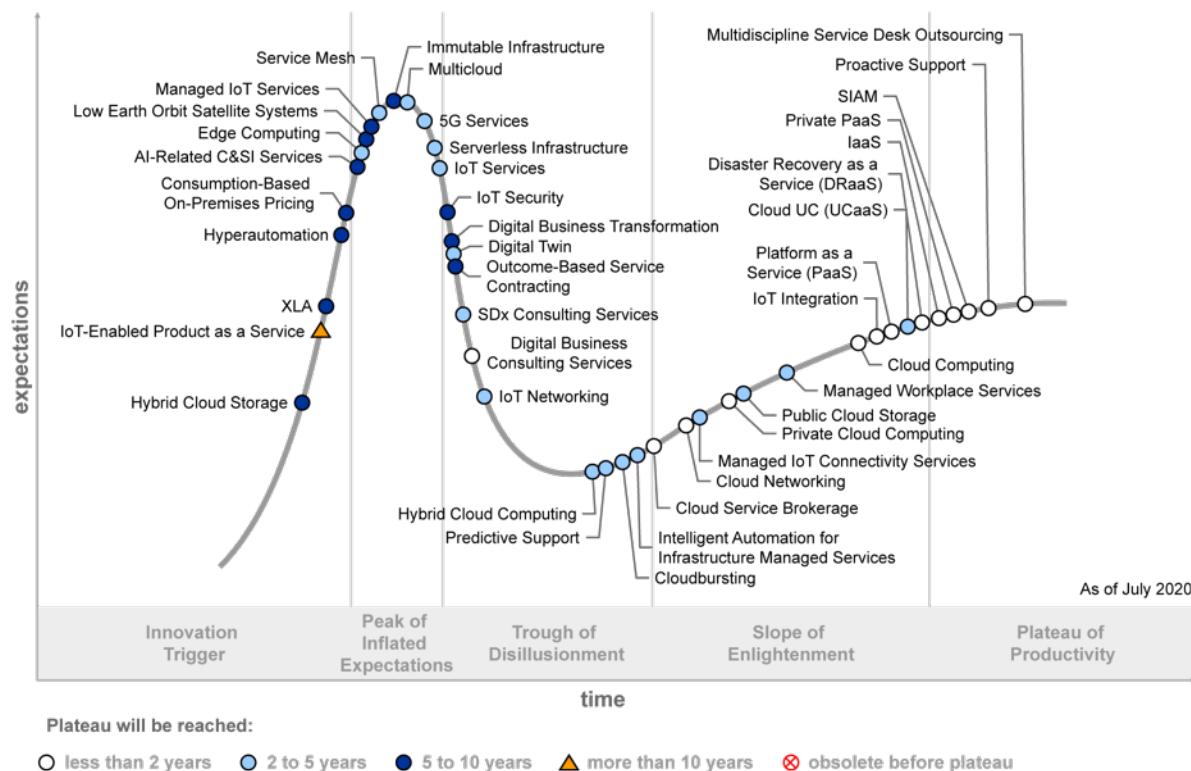 Multidiscipline Service Desk Outsourcing
Immutable Infrastructure
Service Mesh
Multicloud
Proactive Support
Managed IoT Services
SIAM
Low Earth Orbit Satellite Systems
5G Services
Private PaaS
Edge Computing
Serverless Infrastructure
IaaS
AI-Related C&SI Services
IoT Services
Disaster Recovery as a
Service (DRaaS)
Consumption-Based
On-Premises Pricing
IoT Security
Cloud UC (UCaaS)
Hyperautomation
Digital Business Transformation
Digital Twin
Outcome-Based Service
Contracting
Platform as a
Service (PaaS)
IoT Integration
XLA
SDx Consulting Services
IoT-Enabled Product as a Service
Digital Business
Consulting Services
Cloud Computing
Managed Workplace Services
Hybrid Cloud Storage
IoT Networking
Public Cloud Storage
Private Cloud Computing
Managed IoT Connectivity Services
Cloud Networking
Hybrid Cloud Computing
Cloud Service Brokerage
Predictive Support
Intelligent Automation for
Infrastructure Managed Services
Cloudbursting
As of July 2020
expectations
Innovation
Trigger
Peak of
Inflated
Expectations
Trough of
Disillusionment
Slope of
Enlightenment
Plateau of
Productivity
time
Plateau will be reached:
less than 2 years
2 to 5 years
5 to 10 years
more than 10 years
obsolete before plateau